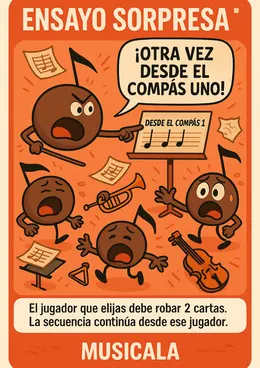 ENSAYO SORPRESA
¡OTRA VEZ
DESDE EL
COMPÁS UNO!
DESDE EL COMPÁS 1
El jugador que elijas debe robar 2 cartas.
La secuencia continúa desde ese jugador.
MUSICALA